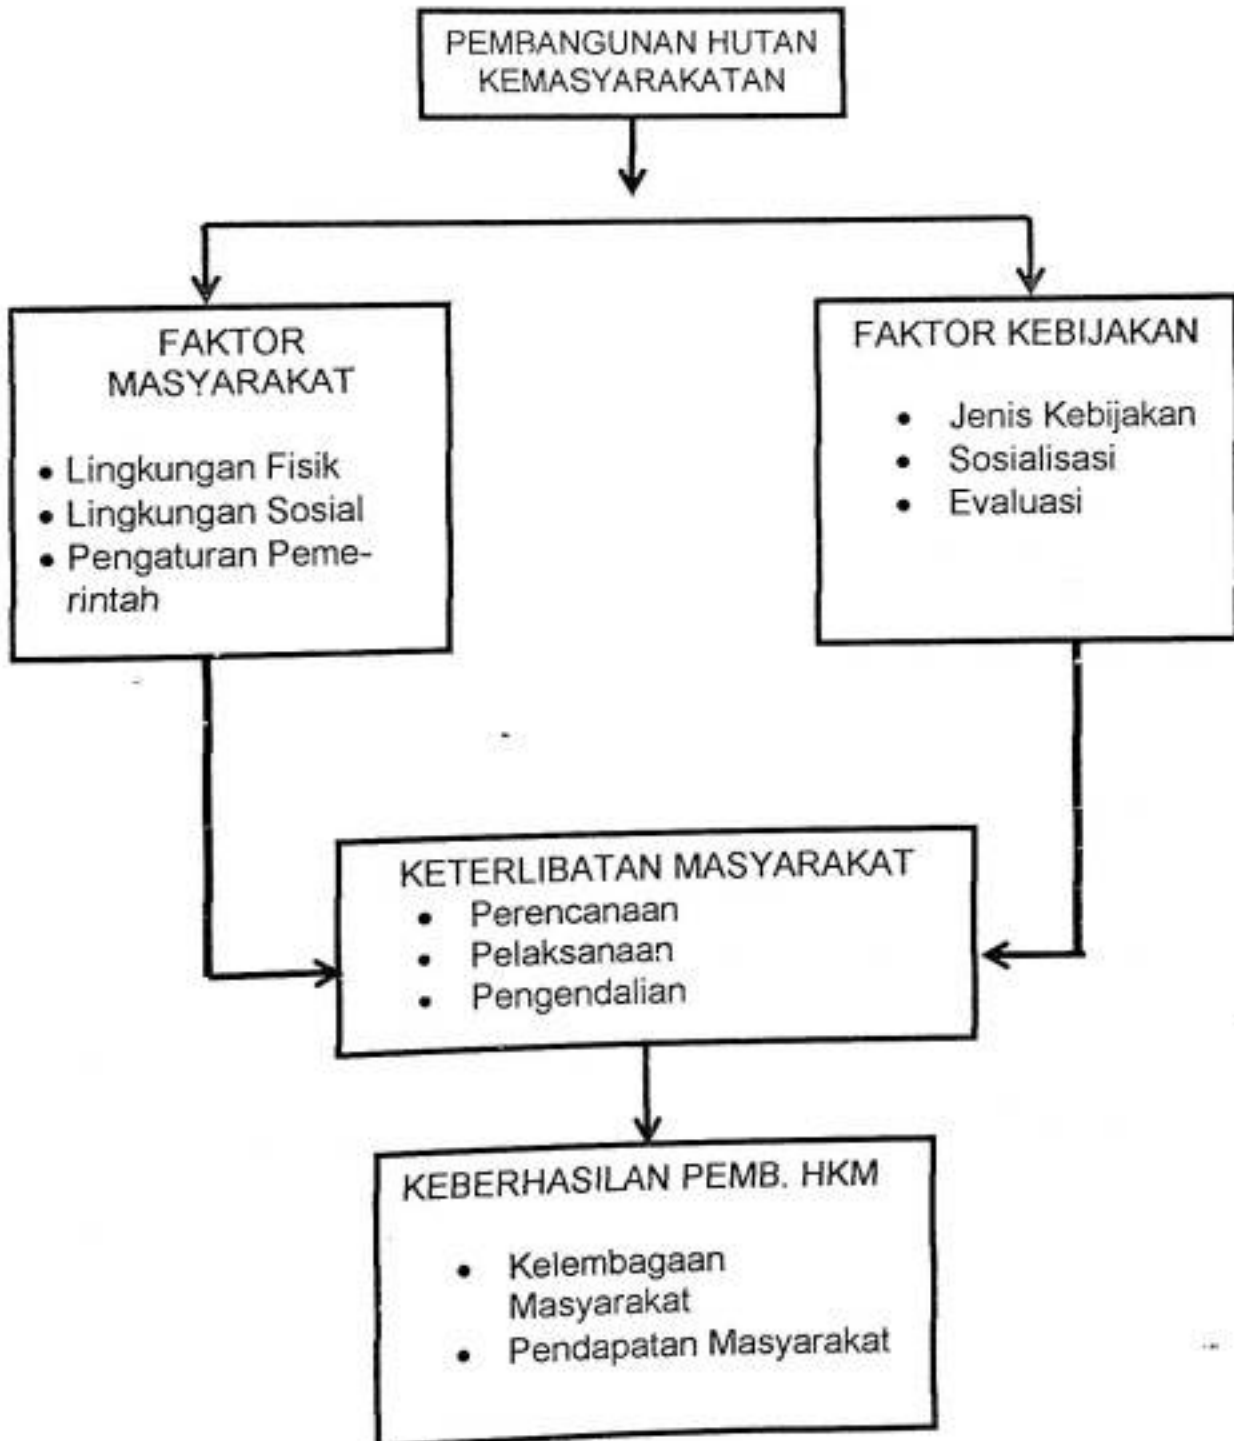 PEMBANGUNAN HUTAN
KEMASYARAKATAN
FAKTOR
MASYARAKAT
• Lingkungan Fisik
• Lingkungan Sosial
• Pengaturan Peme-
rintah
FAKTOR KEBIJAKAN
• Jenis Kebijakan
• Sosialisasi
• Evaluasi
KETERLIBATAN MASYARAKAT
• Perencanaan
• Pelaksanaan
• Pengendalian
KEBERHASILAN PEMB. HKM
• Kelembagaan
Masyarakat
• Pendapatan Masyarakat